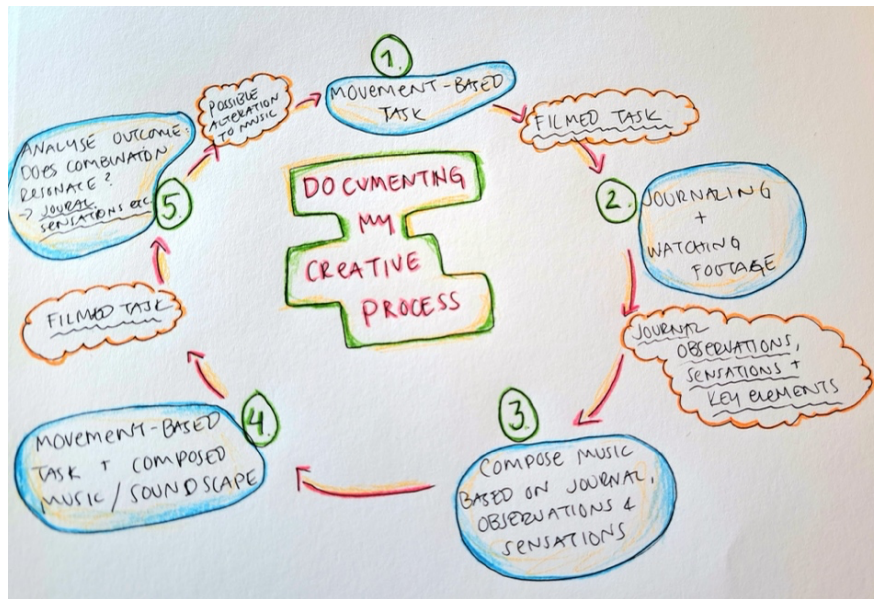 DOCUMENTING
MY
CREATIVE
PROCESS
1.
MOVEMENT-BASED
TASK
FILMED TASK
2.
JOURNALING
+
WATCHING
FOOTAGE
JOURNAL
OBSERVATIONS,
SENSATIONS +
KEY ELEMENTS
3.
COMPOSE MUSIC
BASED ON JOURNAL,
OBSERVATIONS &
SENSATIONS
4.
MOVEMENT-BASED
TASK + COMPOSED
MUSIC / SOUNDSCAPE
FILMED TASK
5.
ANALYSE OUTCOME:
DOES COMBINATION
RESONATE?
→ JOURAL
SENSATIONS etc
POSSIBLE
ALTERATION
TO MUSIC